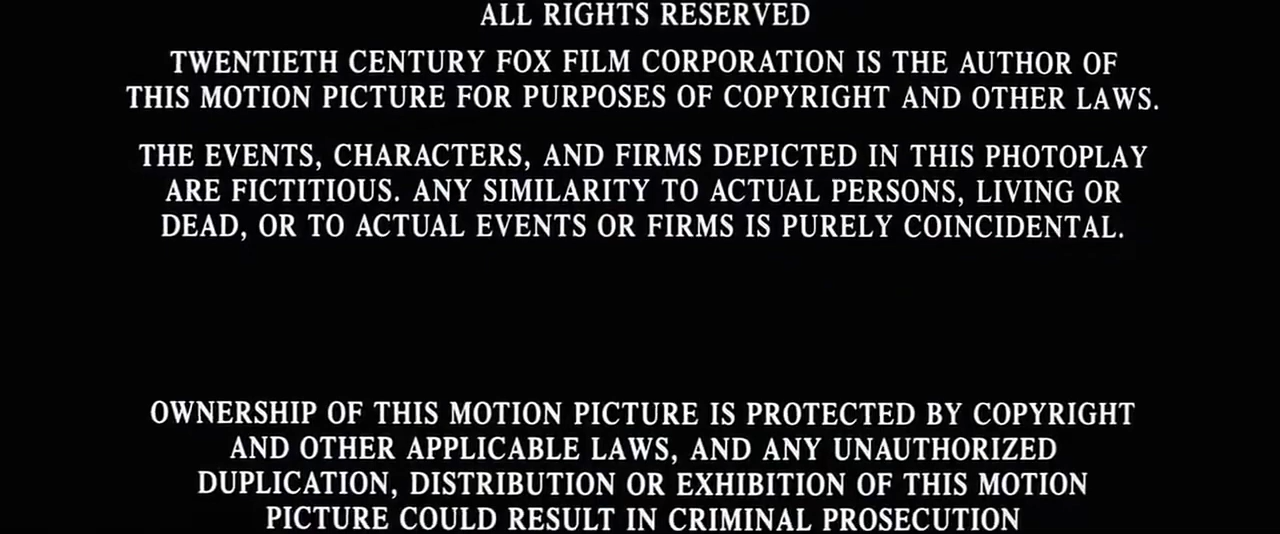 ALL RIGHTS RESERVED
TWENTIETH CENTURY FOX FILM CORPORATION IS THE AUTHOR OF
THIS MOTION PICTURE FOR PURPOSES OF COPYRIGHT AND OTHER LAWS.
THE EVENTS, CHARACTERS, AND FIRMS DEPICTED IN THIS PHOTOPLAY
ARE FICTITIOUS. ANY SIMILARITY TO ACTUAL PERSONS, LIVING OR
DEAD, OR TO ACTUAL EVENTS OR FIRMS IS PURELY COINCIDENTAL.
OWNERSHIP OF THIS MOTION PICTURE IS PROTECTED BY COPYRIGHT
AND OTHER APPLICABLE LAWS, AND ANY UNAUTHORIZED
DUPLICATION, DISTRIBUTION OR EXHIBITION OF THIS MOTION
PICTURE COULD RESULT IN CRIMINAL PROSECUTION